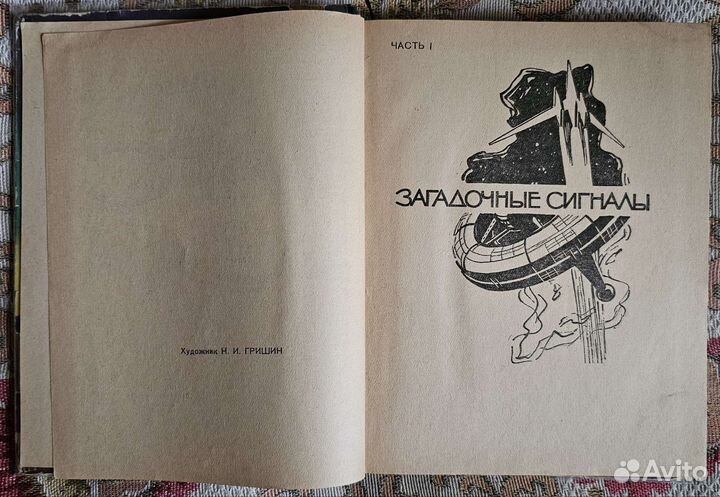 Художник Н. И. ГРИШИН
ЧАСТЬ I
ЗАГАДОЧНЫЕ СИГНАЛЫ
Avito